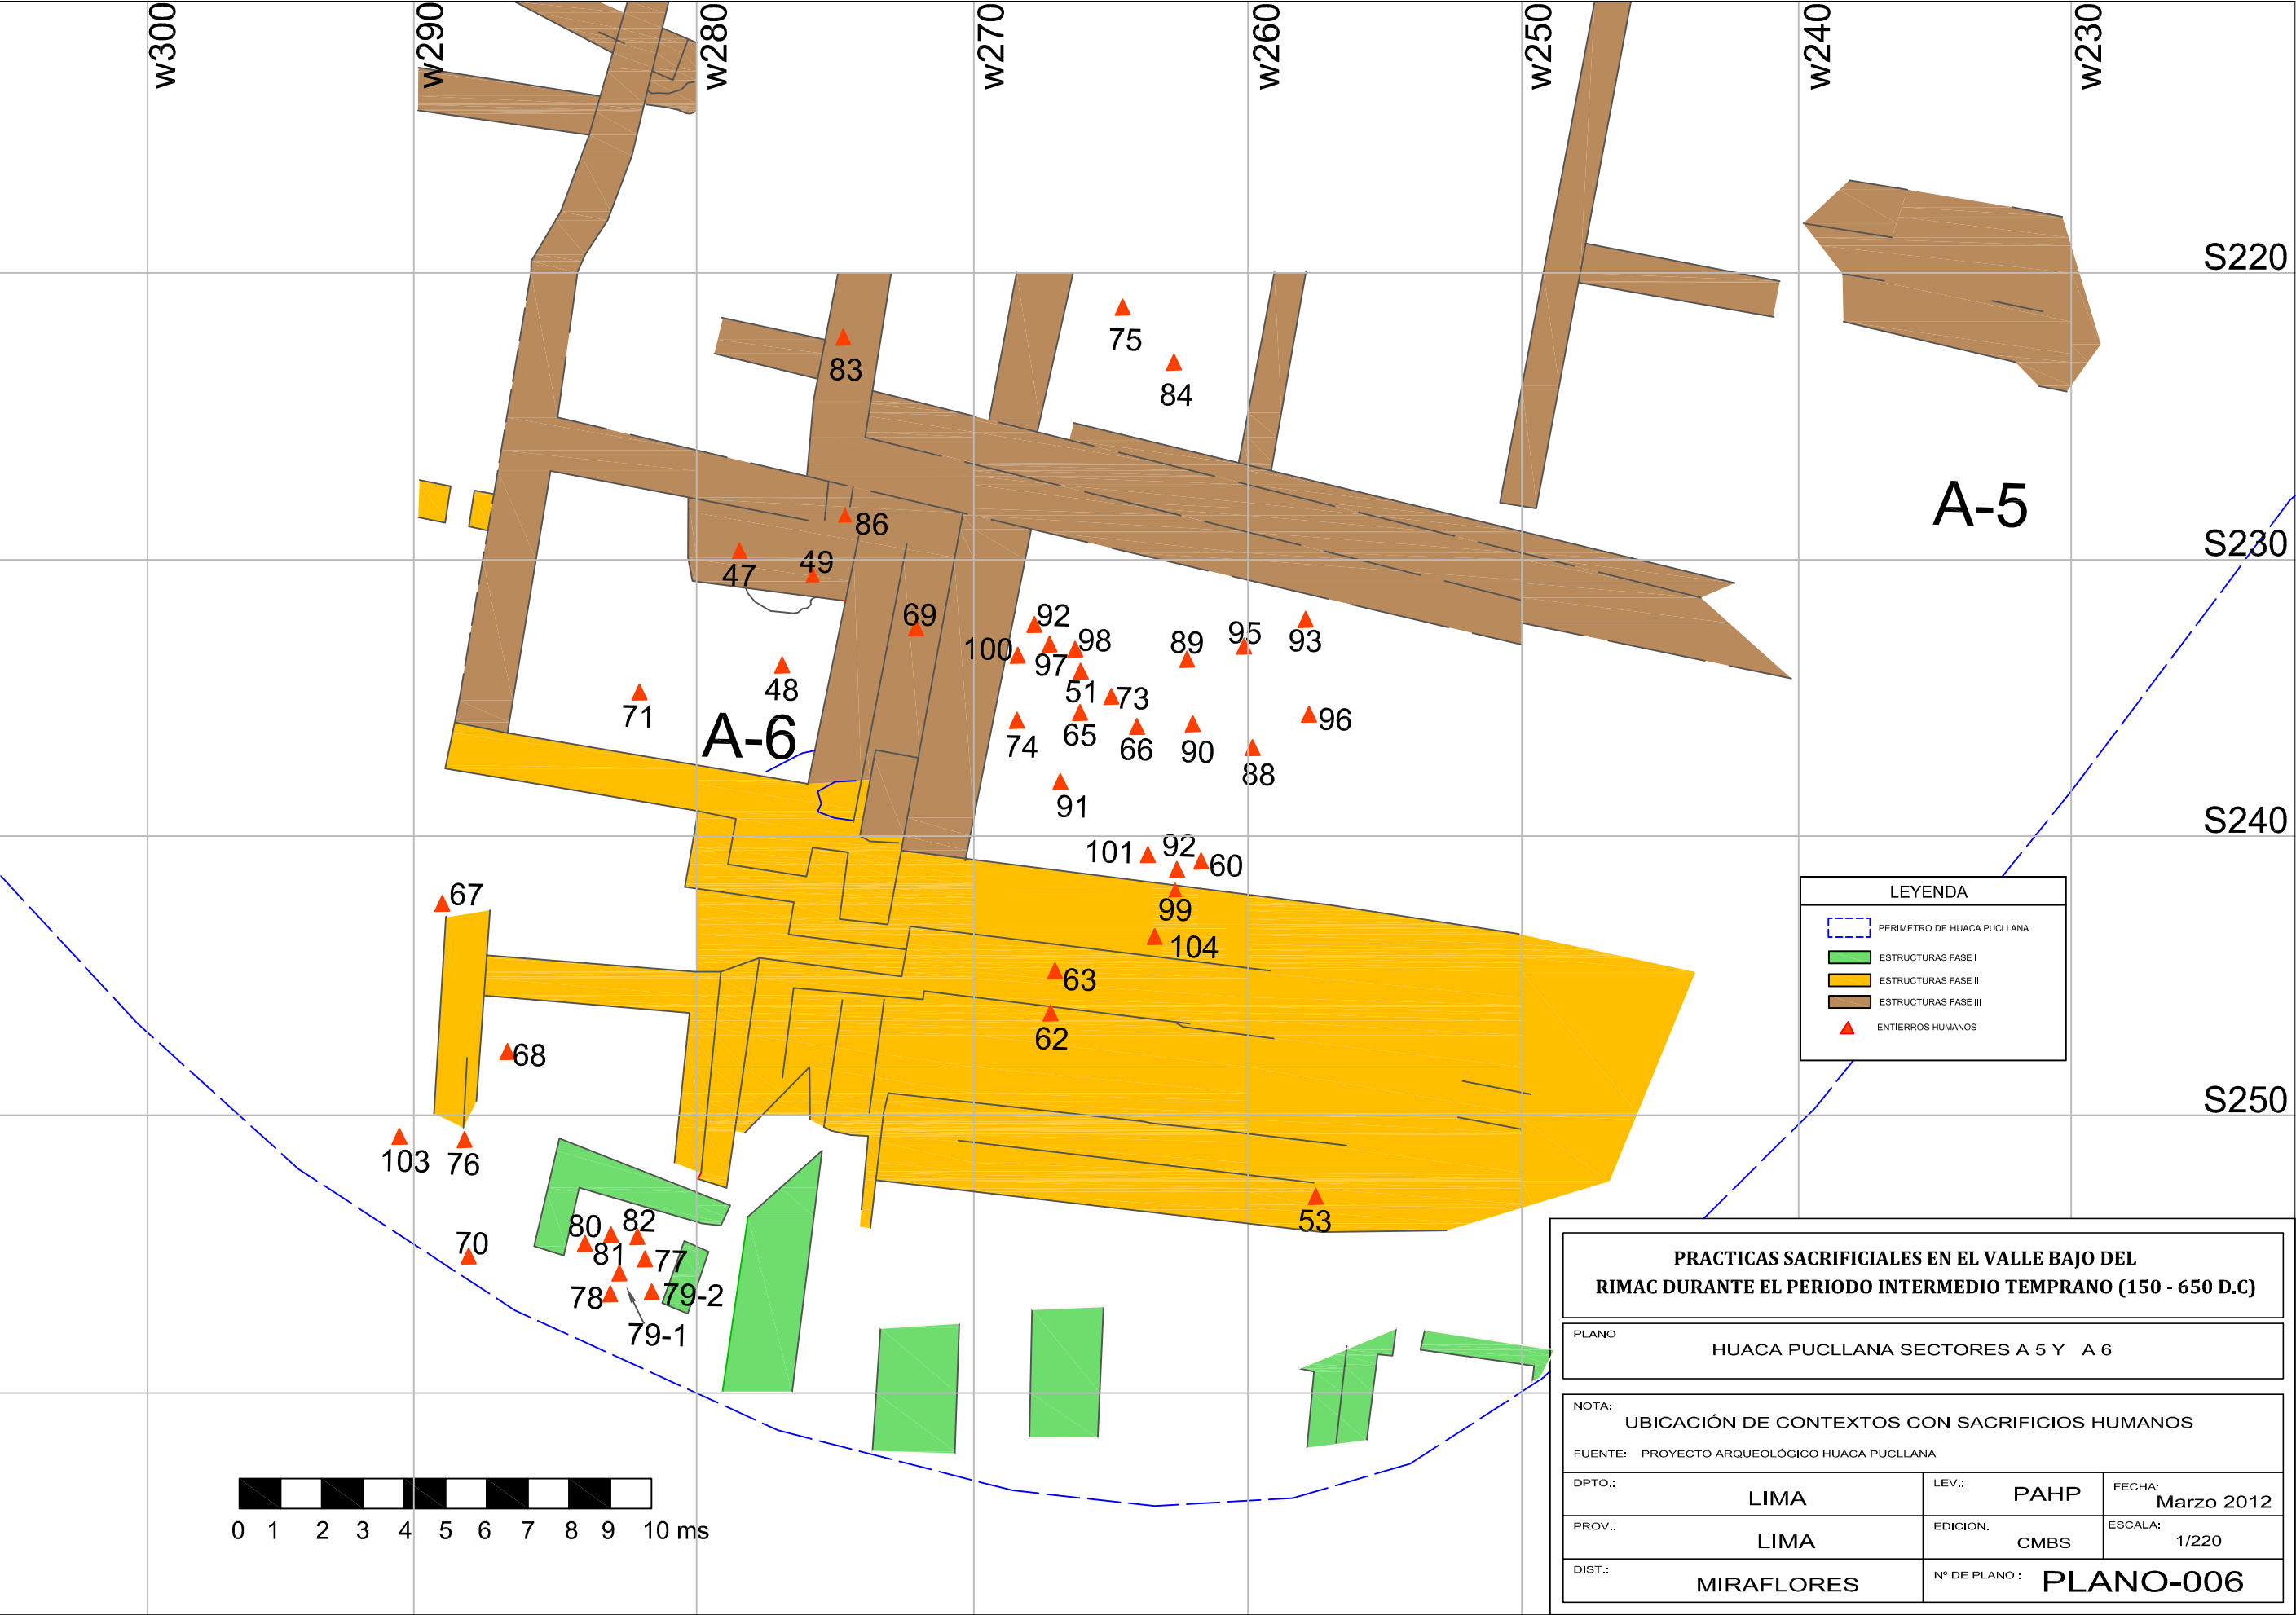 w300
w290
w280
w270
w260
w250
w240
w230
S220
75
83
84
A-5
86
S230
49
47
92
69
98
95
93
100
97
89
48
51
73
71
96
A-6
65
74
66
90
88
91
S240
101
92
60
67
99
104
63
62
68
S250
103
76
53
80
82
70
81
77
78
79-2
79-1
LEYENDA
PERIMETRO DE HUACA PUCLLANA
ESTRUCTURAS FASE I
ESTRUCTURAS FASE II
ESTRUCTURAS FASE III
ENTIERROS HUMANOS
PRACTICAS SACRIFICIALES EN EL VALLE BAJO DEL
RIMAC DURANTE EL PERIODO INTERMEDIO TEMPRANO (150 - 650 D.C)
PLANO
HUACA PUCLLANA SECTORES A 5 Y A 6
NOTA:
UBICACIÓN DE CONTEXTOS CON SACRIFICIOS HUMANOS
FUENTE: PROYECTO ARQUEOLÓGICO HUACA PUCLLANA
DPTO.: LIMA
LEV.: PAHP
FECHA: Marzo 2012
PROV.: LIMA
EDICION: CMBS
ESCALA: 1/220
DIST.: MIRAFLORES
Nº DE PLANO : PLANO-006
0 1 2 3 4 5 6 7 8 9 10 ms